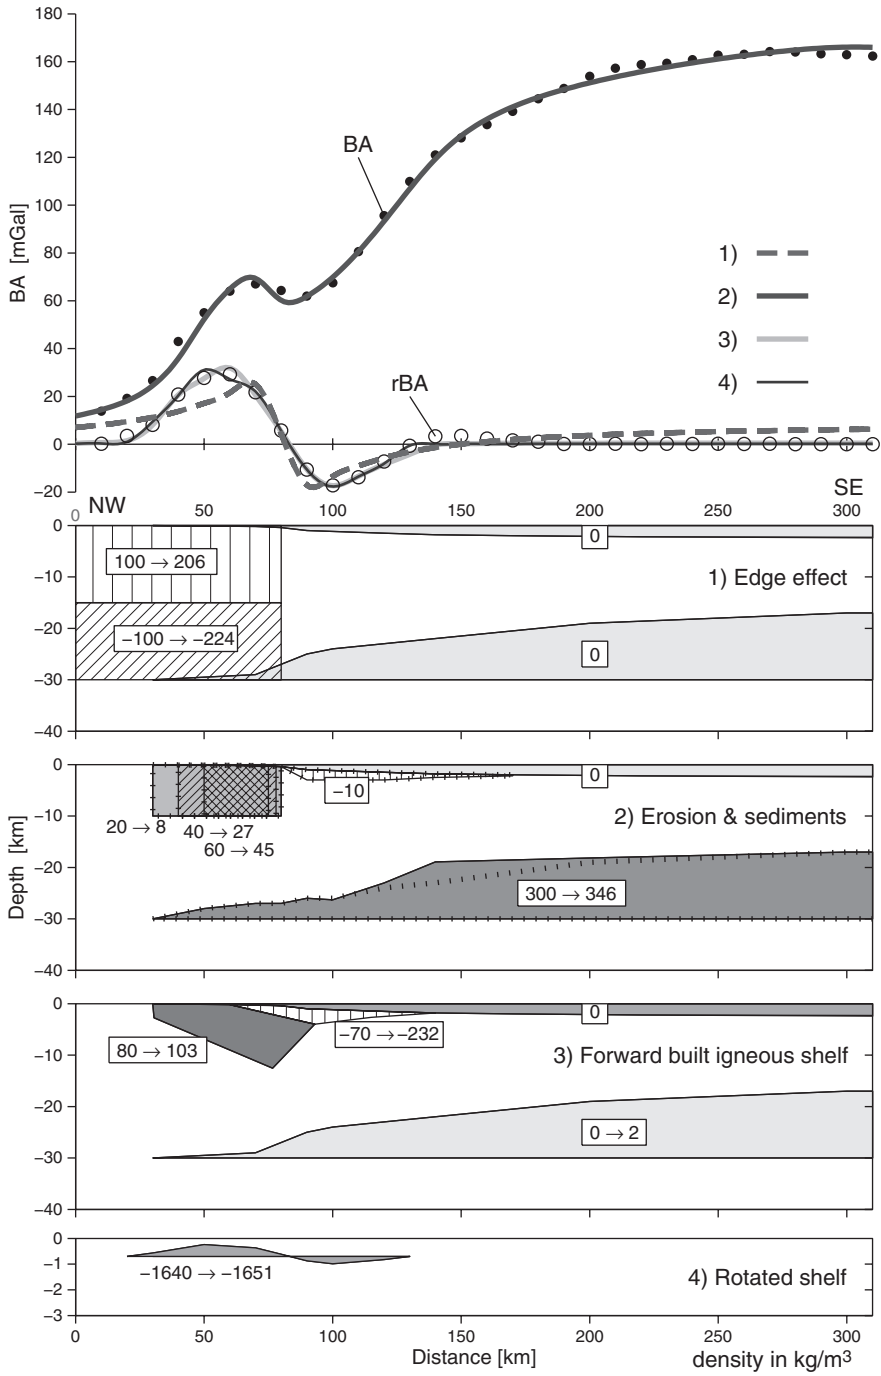 180
160
140
120
100
80
60
40
20
0
−20
BA [mGal]
BA
rBA
1)
2)
3)
4)
NW
SE
0 50 100 150 200 250 300
0
−10
−20
−30
−40
100 → 206
−100 → −224
0
0
1) Edge effect
0
−10
−20
−30
−40
Depth [km]
0
−10
20 → 8
40 → 27
60 → 45
2) Erosion & sediments
300 → 346
0
−10
−20
−30
−40
0
−70 → −232
80 → 103
3) Forward built igneous shelf
0 → 2
0
−1
−2
−3
−1640 → −1651
4) Rotated shelf
0 50 100 150 200 250 300
Distance [km]
density in kg/m³